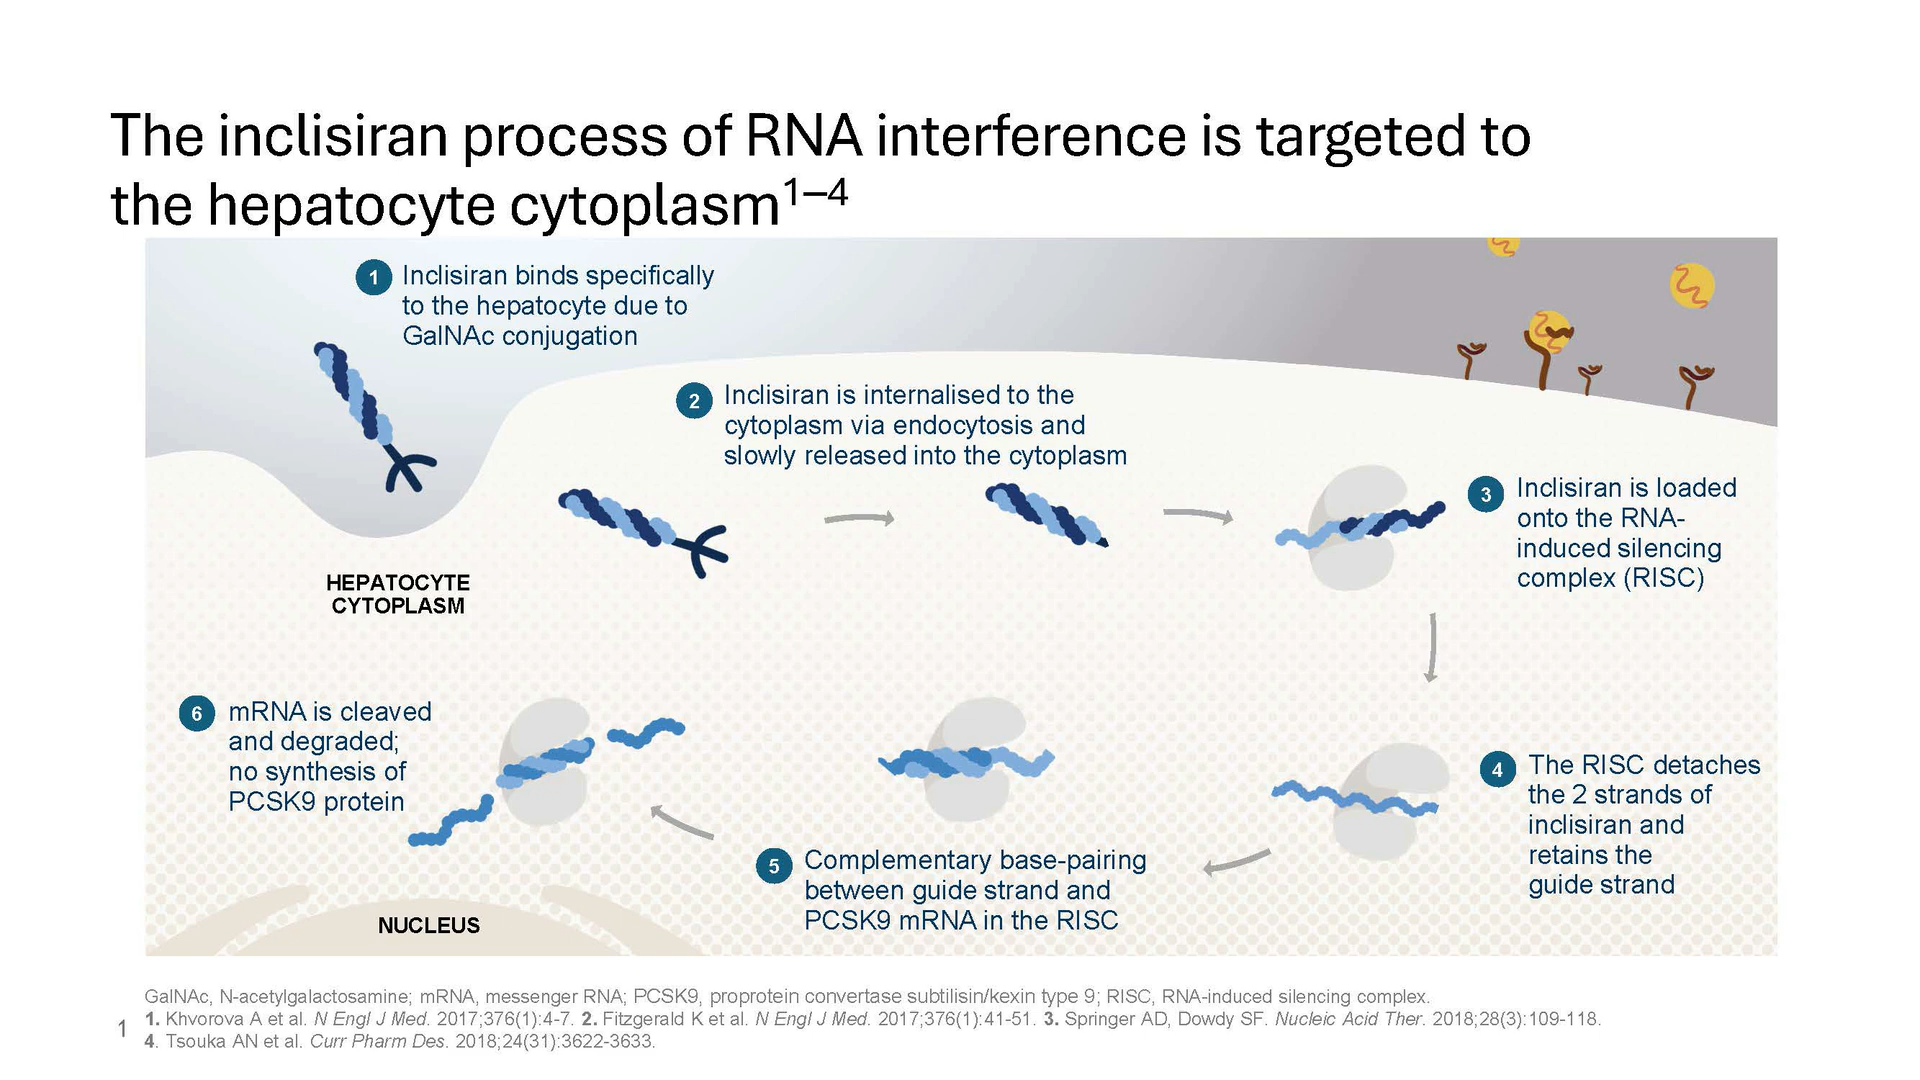 The inclisiran process of RNA interference is targeted to
the hepatocyte cytoplasm¹⁻⁴
1 Inclisiran binds specifically
to the hepatocyte due to
GalNAc conjugation
2 Inclisiran is internalised to the
cytoplasm via endocytosis and
slowly released into the cytoplasm
3 Inclisiran is loaded
onto the RNA-
induced silencing
complex (RISC)
HEPATOCYTE
CYTOPLASM
4 The RISC detaches
the 2 strands of
inclisiran and
retains the
guide strand
5 Complementary base-pairing
between guide strand and
PCSK9 mRNA in the RISC
6 mRNA is cleaved
and degraded;
no synthesis of
PCSK9 protein
NUCLEUS
GalNAc, N-acetylgalactosamine; mRNA, messenger RNA; PCSK9, proprotein convertase subtilisin/kexin type 9; RISC, RNA-induced silencing complex.
1. Khvorova A et al. N Engl J Med. 2017;376(1):4-7. 2. Fitzgerald K et al. N Engl J Med. 2017;376(1):41-51. 3. Springer AD, Dowdy SF. Nucleic Acid Ther. 2018;28(3):109-118.
4. Tsouka AN et al. Curr Pharm Des. 2018;24(31):3622-3633.
1